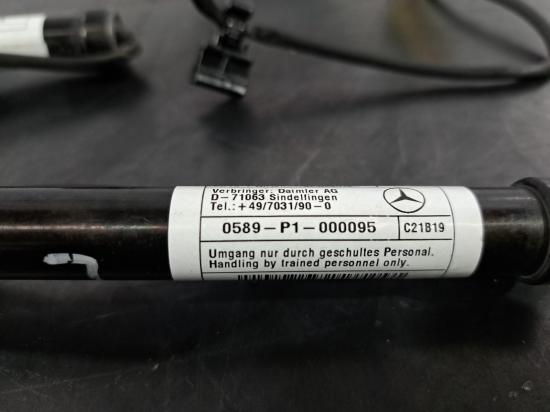 Verbringer: Daimler AG
D-71063 Sindelfingen
Tel.: +49/7031/90-0
0589-P1-000095 C21B19
Umgang nur durch geschultes Personal.
Handling by trained personnel only.